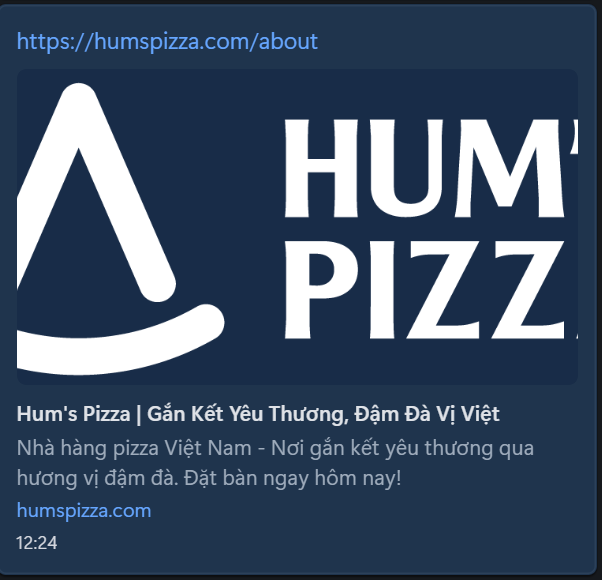 https://humspizza.com/about
HUM'
PIZZ
Hum's Pizza | Gắn Kết Yêu Thương, Đậm Đà Vị Việt
Nhà hàng pizza Việt Nam - Nơi gắn kết yêu thương qua
hương vị đậm đà. Đặt bàn ngay hôm nay!
humspizza.com
12:24